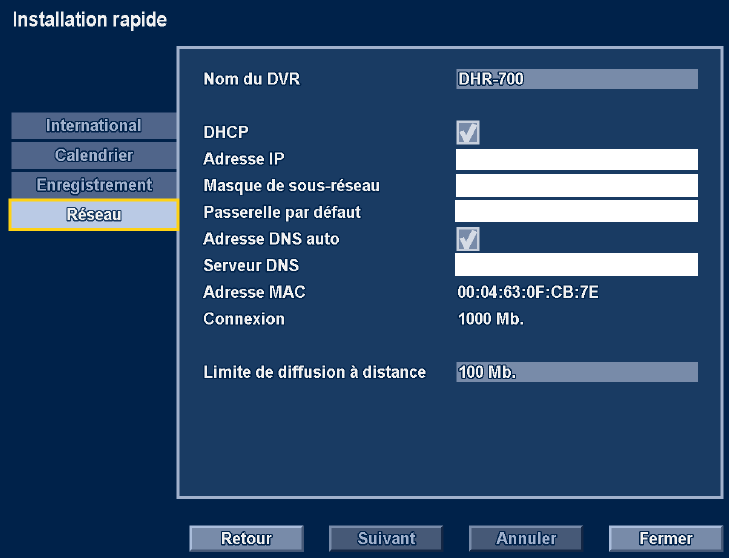 Installation rapide
Nom du DVR DHR-700
International
Calendrier
Enregistrement
Réseau
DHCP
Adresse IP
Masque de sous-réseau
Passerelle par défaut
Adresse DNS auto
Serveur DNS
Adresse MAC 00:04:63:0F:CB:7E
Connexion 1000 Mb.
Limite de diffusion à distance 100 Mb.
Retour Suivant Annuler Fermer